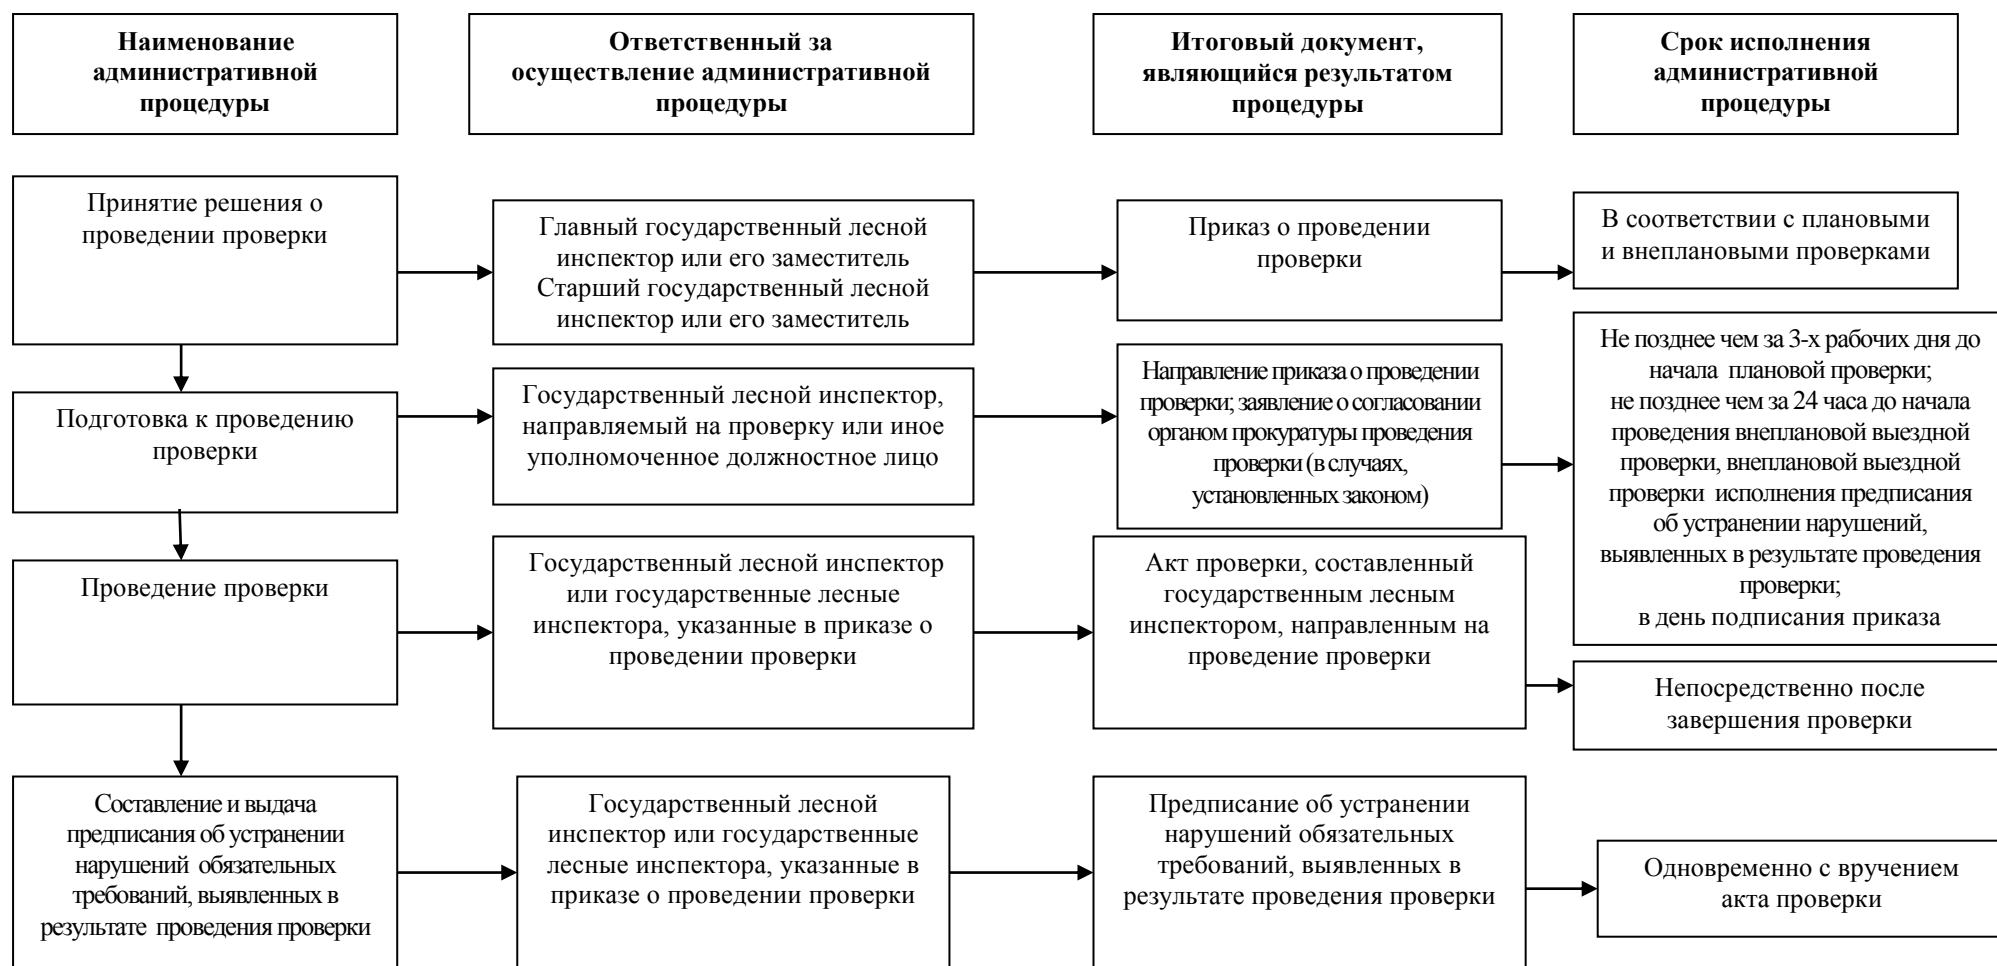 Наименование
административной
процедуры
Ответственный за
осуществление административной
процедуры
Итоговый документ,
являющийся результатом
процедуры
Срок исполнения
административной
процедуры
Принятие решения о
проведении проверки
Главный государственный лесной
инспектор или его заместитель
Старший государственный лесной
инспектор или его заместитель
Приказ о проведении
проверки
В соответствии с плановыми
и внеплановыми проверками
Подготовка к проведению
проверки
Государственный лесной инспектор,
направляемый на проверку или иное
уполномоченное должностное лицо
Направление приказа о проведении
проверки; заявление о согласовании
органом прокуратуры проведения
проверки (в случаях,
установленных законом)
Не позднее чем за 3-х рабочих дня до
начала плановой проверки;
не позднее чем за 24 часа до начала
проведения внеплановой выездной
проверки, внеплановой выездной
проверки исполнения предписания
об устранении нарушений,
выявленных в результате проведения
проверки;
в день подписания приказа
Проведение проверки
Государственный лесной инспектор
или государственные лесные
инспектора, указанные в приказе о
проведении проверки
Акт проверки, составленный
государственным лесным
инспектором, направленным на
проведение проверки
Непосредственно после
завершения проверки
Составление и выдача
предписания об устранении
нарушений обязательных
требований, выявленных в
результате проведения проверки
Государственный лесной
инспектор или государственные
лесные инспектора, указанные в
приказе о проведении проверки
Предписание об устранении
нарушений обязательных
требований, выявленных в
результате проведения проверки
Одновременно с вручением
акта проверки